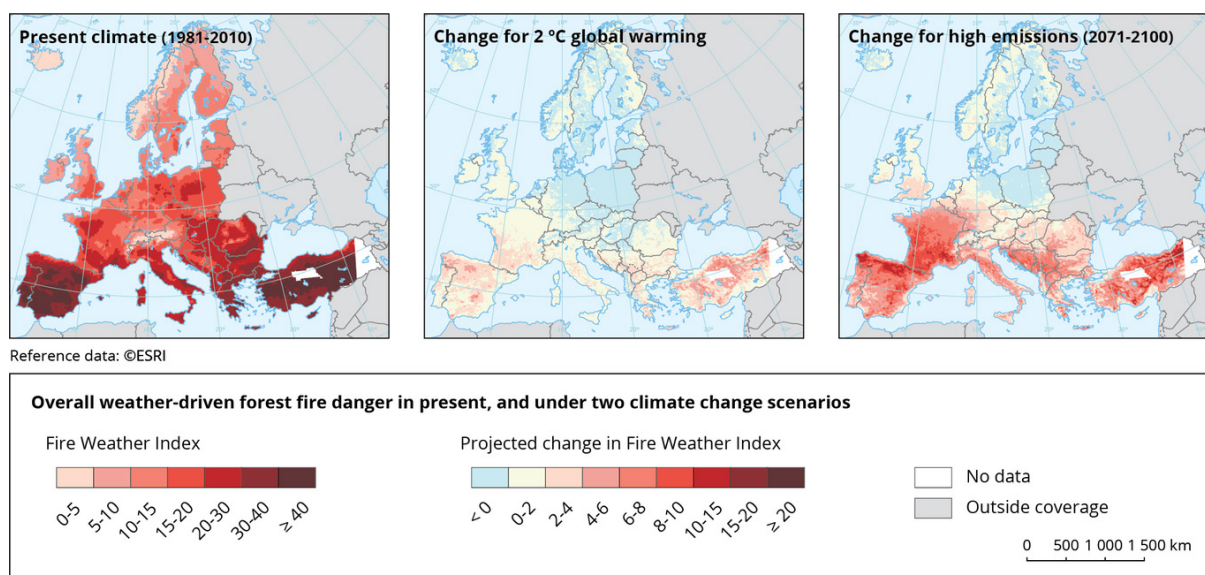 Present climate (1981-2010)
Change for 2 ºC global warming
Change for high emissions (2071-2100)
Reference data: ©ESRI
Overall weather-driven forest fire danger in present, and under two climate change scenarios
Fire Weather Index
Projected change in Fire Weather Index
0-5
5-10
10-15
15-20
20-30
30-40
≥ 40
< 0
0-2
2-4
4-6
6-8
8-10
10-15
15-20
≥ 20
No data
Outside coverage
0 500 1 000 1 500 km